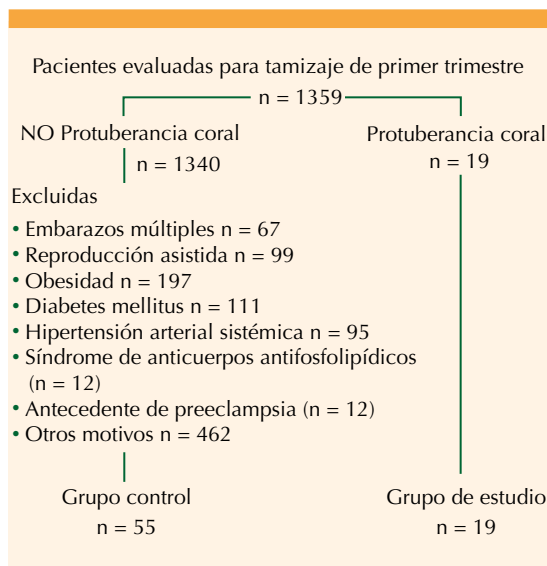 Pacientes evaluadas para tamizaje de primer trimestre
n = 1359
NO Protuberancia coral
n = 1340
Protuberancia coral
n = 19
Excluidas
• Embarazos múltiples n = 67
• Reproducción asistida n = 99
• Obesidad n = 197
• Diabetes mellitus n = 111
• Hipertensión arterial sistémica n = 95
• Síndrome de anticuerpos antifosfolipídicos
(n = 12)
• Antecedente de preeclampsia (n = 12)
• Otros motivos n = 462
Grupo control
n = 55
Grupo de estudio
n = 19